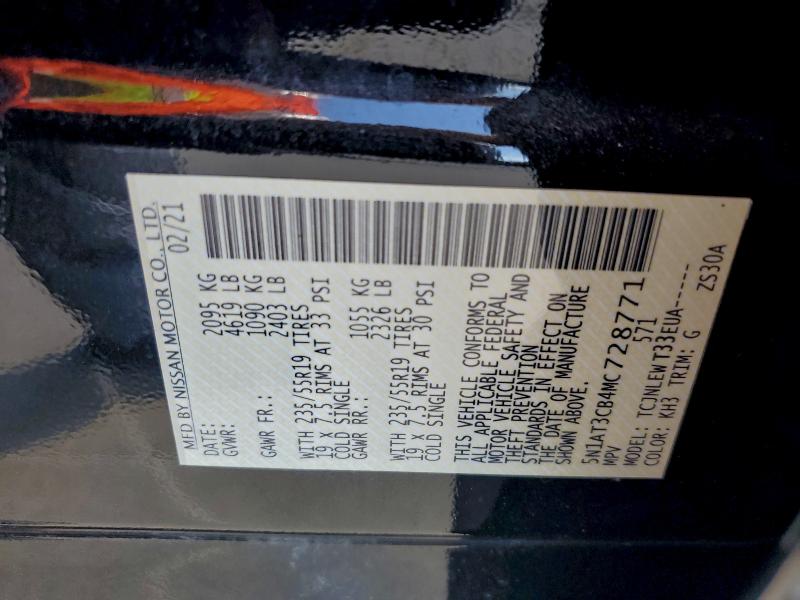 MFD BY NISSAN MOTOR CO., LTD.
DATE: 02/21
GVWR: 2095 KG
4619 LB
GAWR FR.: 1090 KG
2403 LB
WITH 235/55R19 TIRES
19 X 7.5 RIMS AT 33 PSI
COLD SINGLE
GAWR RR.: 1055 KG
2326 LB
WITH 235/55R19 TIRES
19 X 7.5 RIMS AT 30 PSI
COLD SINGLE
THIS VEHICLE CONFORMS TO
ALL APPLICABLE FEDERAL
MOTOR VEHICLE SAFETY AND
THEFT PREVENTION
STANDARDS IN EFFECT ON
THE DATE OF MANUFACTURE
SHOWN ABOVE.
5N1AT3CB4MC728771
MPV 571
MODEL: TCJNLEWT33EUA-----
COLOR: KH3 TRIM: G ZS30A